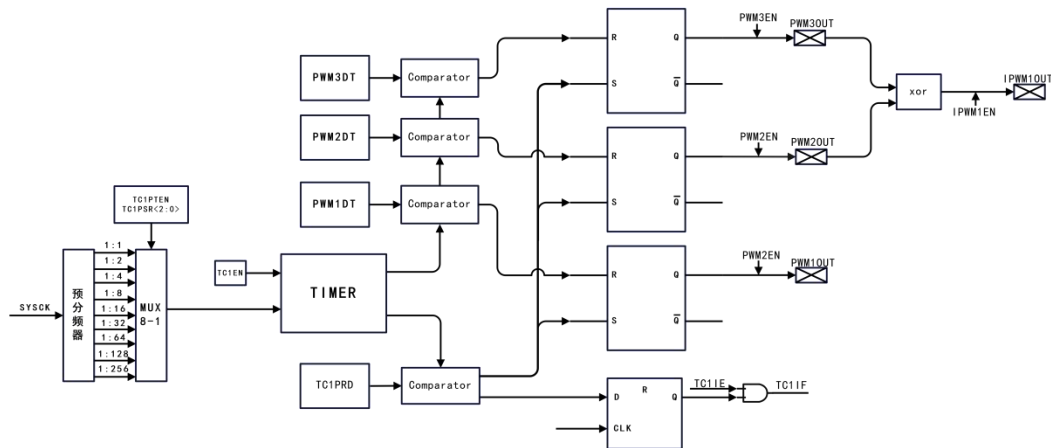 PWM3DT
Comparator
R
Q
S
Q
PWM3EN
PWM3OUT
PWM2DT
Comparator
R
Q
S
Q
PWM2EN
PWM2OUT
xor
IPWM1OUT
IPWM1EN
PWM1DT
Comparator
R
Q
S
Q
PWM2EN
PWM1OUT
TC1PTEN
TC1PSR<2:0>
SYSCK
预分频器
1:1
1:2
1:4
1:8
1:16
1:32
1:64
1:128
1:256
MUX
8-1
TC1EN
TIMER
TC1PRD
Comparator
D
R
Q
CLK
TC1IE
TC1IF